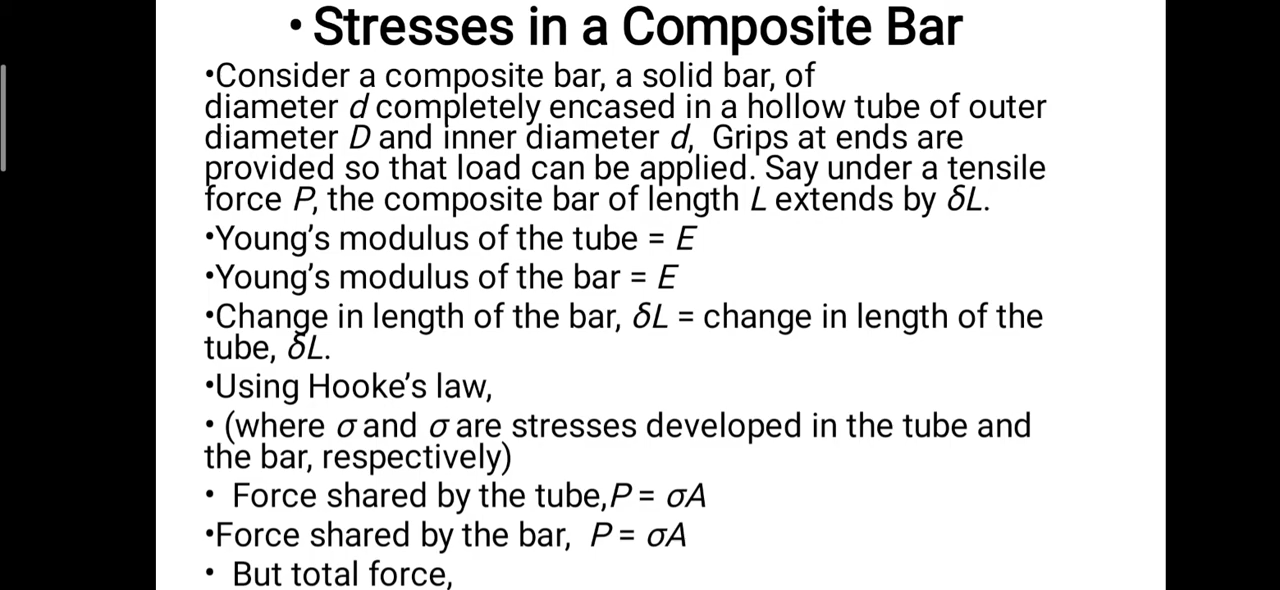 • Stresses in a Composite Bar
•Consider a composite bar, a solid bar, of
diameter d completely encased in a hollow tube of outer
diameter D and inner diameter d,  Grips at ends are
provided so that load can be applied. Say under a tensile
force P, the composite bar of length L extends by δL.
•Young’s modulus of the tube = E
•Young’s modulus of the bar = E
•Change in length of the bar, δL = change in length of the
tube, δL.
•Using Hooke’s law,
• (where σ and σ are stresses developed in the tube and
the bar, respectively)
•  Force shared by the tube,P = σA
•Force shared by the bar,  P = σA
•  But total force,